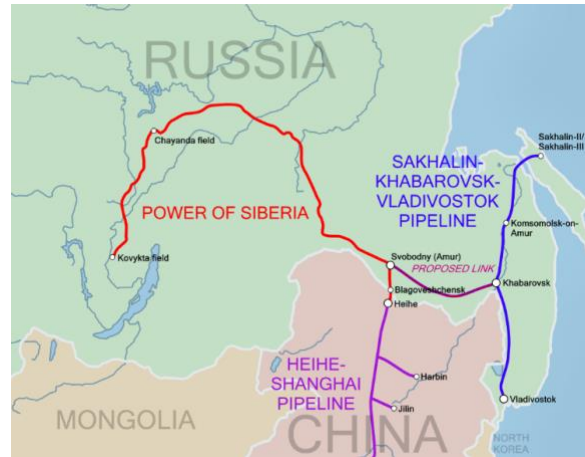 RUSSIA
Sakhalin-II/
Sakhalin-III
Chayanda field
SAKHALIN-
KHABAROVSK-
VLADIVOSTOK
PIPELINE
POWER OF SIBERIA
Komsomolsk-on-
Amur
Kovykta field
Svobodny (Amur)
PROPOSED LINK
Khabarovsk
Blagoveshchensk
Heihe
HEIHE-
SHANGHAI
PIPELINE
Harbin
Jilin
Vladivostok
MONGOLIA
CHINA
NORTH
KOREA